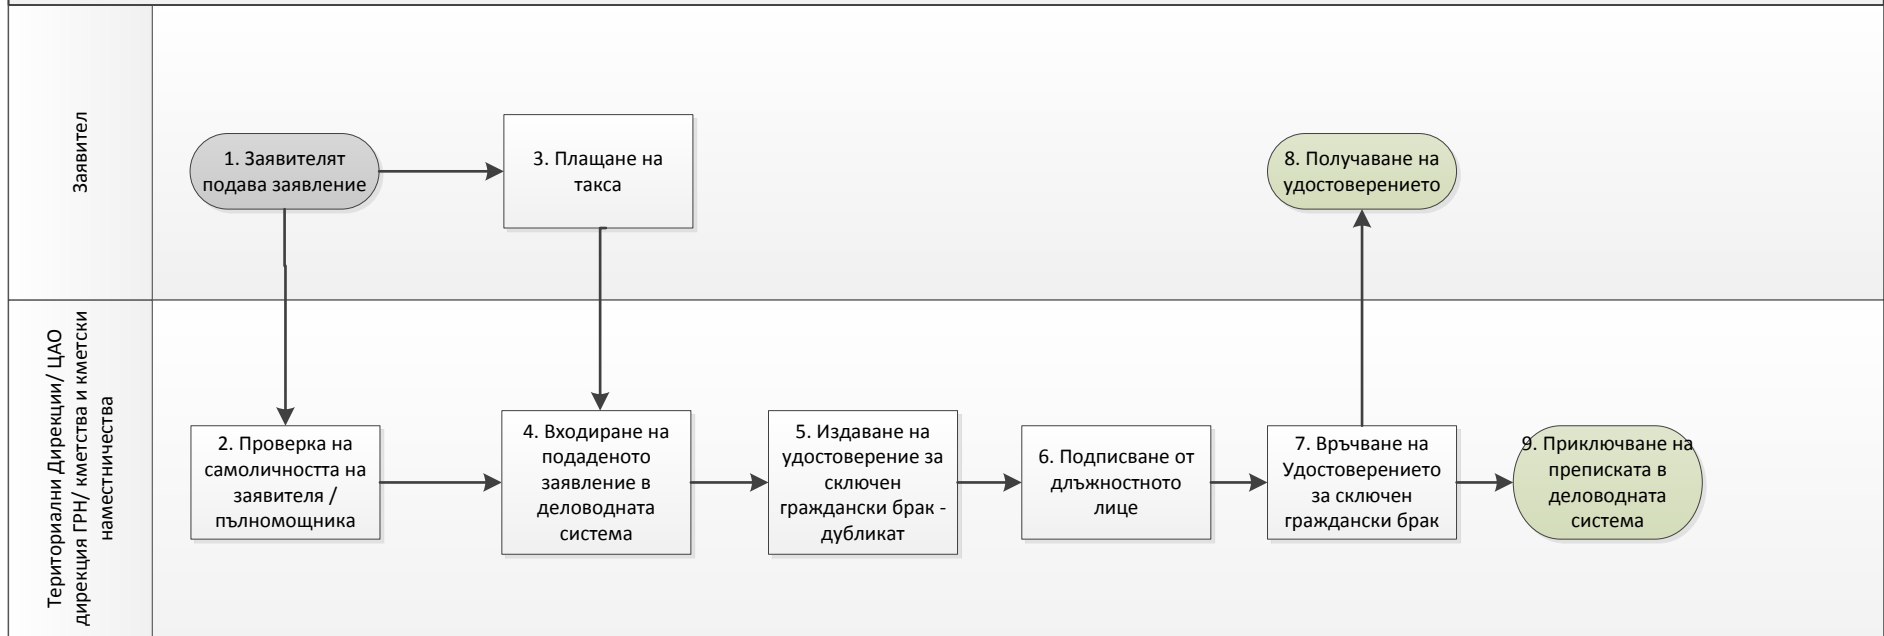 Заявител
1. Заявителят
подава заявление
3. Плащане на
такса
8. Получаване на
удостоверението
Териториални Дирекции/ ЦАО
дирекция ГРН/ кметства и кметски
наместничества
2. Проверка на
самоличността на
заявителя /
пълномощника
4. Входиране на
подаденото
заявление в
деловодната
система
5. Издаване на
удостоверение за
сключен
граждански брак -
дубликат
6. Подписване от
длъжностното
лице
7. Връчване на
Удостоверението
за сключен
граждански брак
9. Приключване на
преписката в
деловодната
система